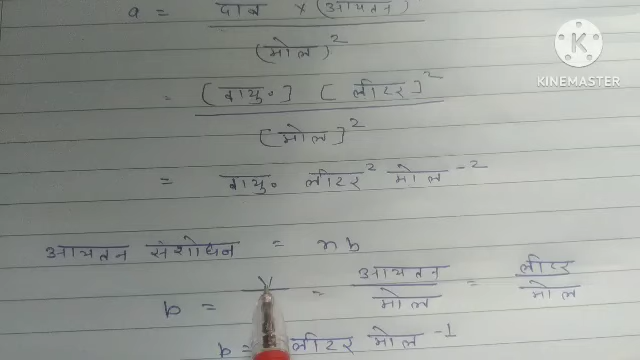 a = दाब × (आयतन)
(मोल)²
= (वायु०] [लीटर]²
[मोल]²
= वायु० लीटर² मोल⁻²
आयतन संशोधन = nb
b = V = आयतन = लीटर
मोल मोल
b = लीटर मोल⁻¹
KINEMASTER